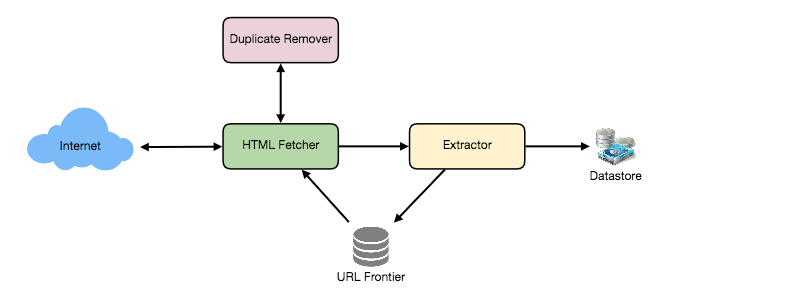 Duplicate Remover
Internet
HTML Fetcher
Extractor
Datastore
URL Frontier